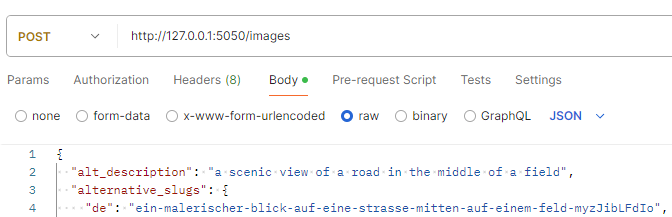 POST http://127.0.0.1:5050/images
Params Authorization Headers (8) Body Pre-request Script Tests Settings
none form-data x-www-form-urlencoded raw binary GraphQL JSON
1 {
2 "alt_description": "a scenic view of a road in the middle of a field",
3 "alternative_slugs": {
4 "de": "ein-malerischer-blick-auf-eine-strasse-mitten-auf-einem-feld-myzJibLFdIo",